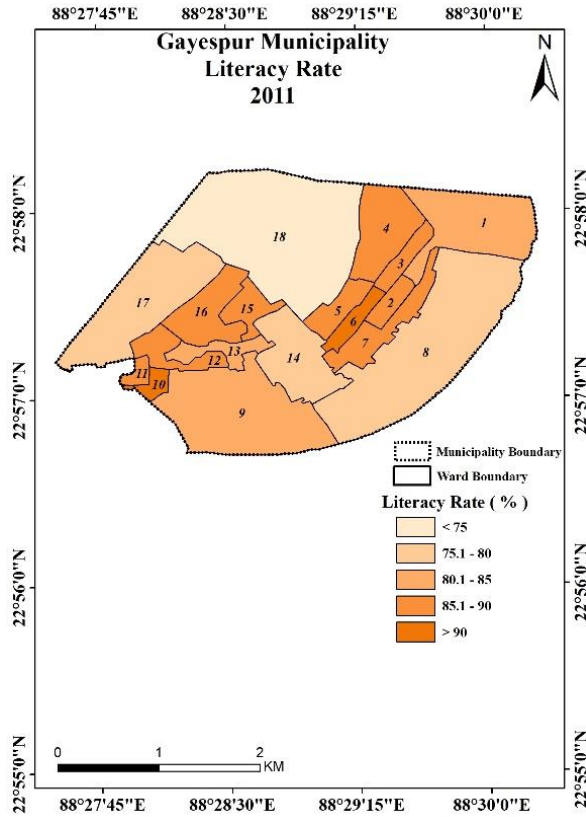 88°27'45"E 88°28'30"E 88°29'15"E 88°30'0"E
Gayespur Municipality
Literacy Rate
2011
N
22°58'0"N 22°58'0"N
1
4
18
3
17
16
15
5
2
6
7
13
14
8
12
11
10
9
22°57'0"N 22°57'0"N
Municipality Boundary
Ward Boundary
Literacy Rate ( % )
< 75
75.1 - 80
80.1 - 85
85.1 - 90
> 90
22°56'0"N 22°56'0"N
0 1 2
KM
22°55'0"N 22°55'0"N
88°27'45"E 88°28'30"E 88°29'15"E 88°30'0"E